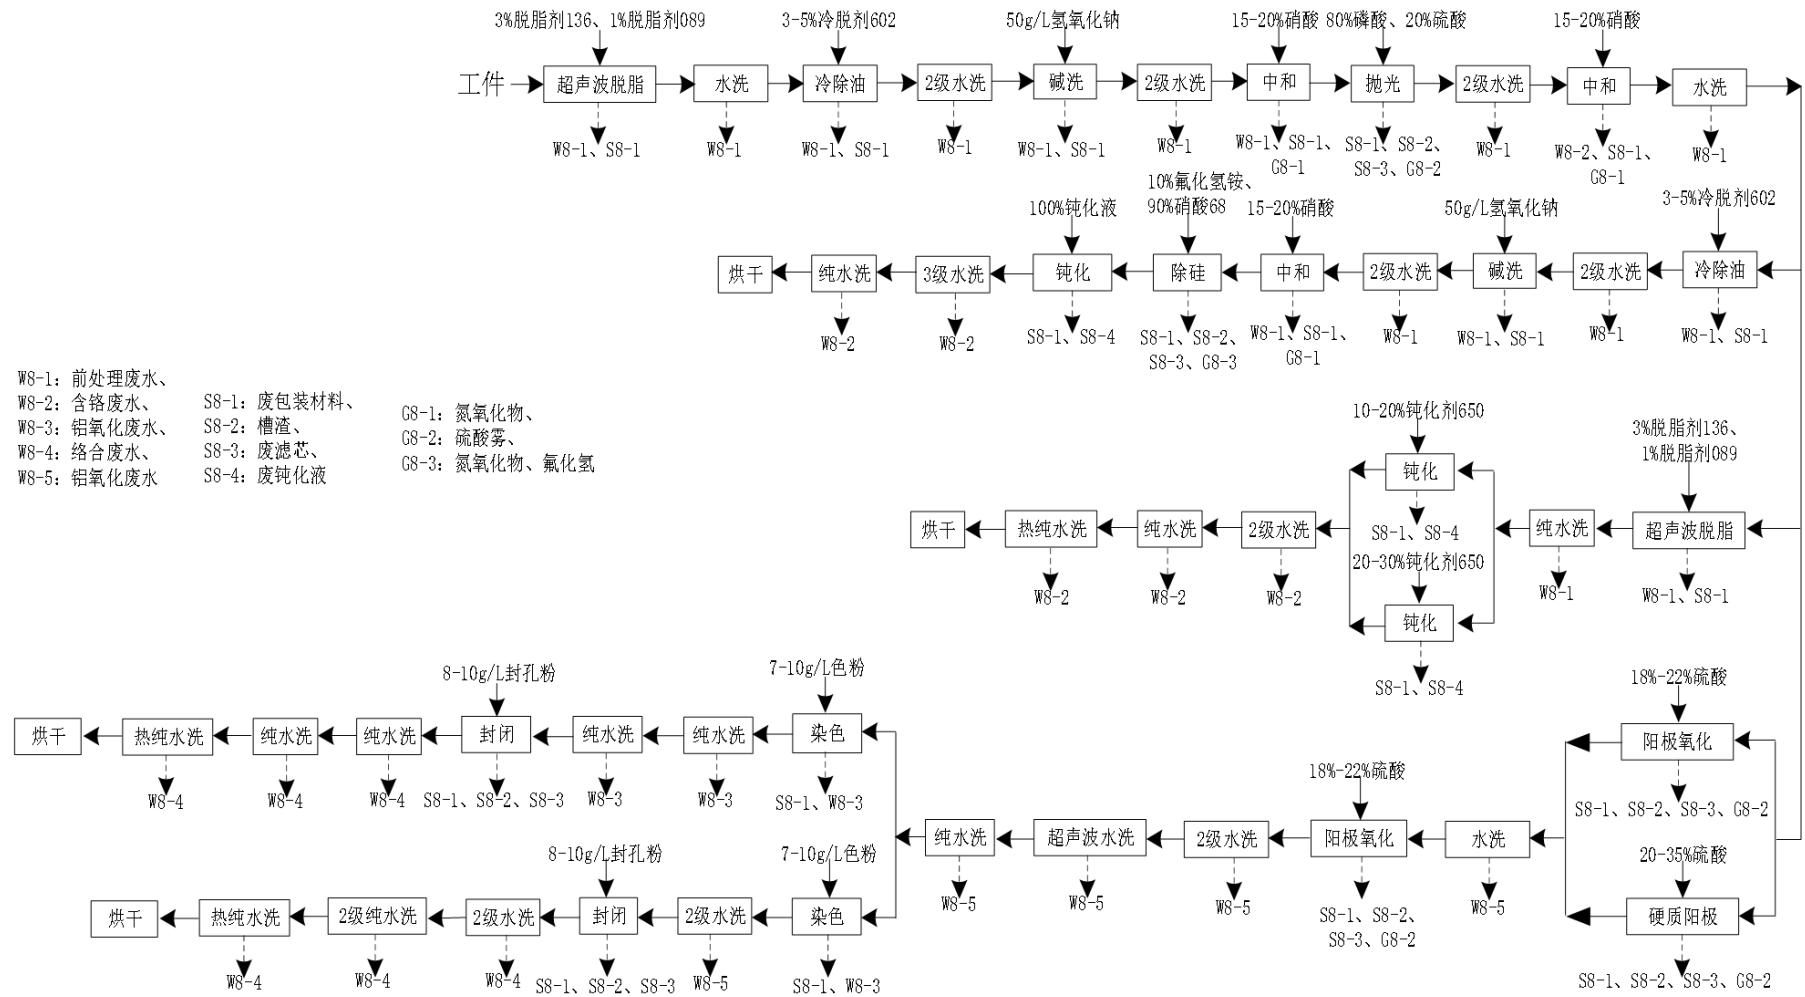 3%脱脂剂136、1%脱脂剂089
3-5%冷脱剂602
50g/L氢氧化钠
15-20%硝酸
80%磷酸、20%硫酸
15-20%硝酸
工件
超声波脱脂
水洗
冷除油
2级水洗
碱洗
2级水洗
中和
抛光
2级水洗
中和
水洗
W8-1、S8-1
W8-1
W8-1、S8-1
W8-1
W8-1、S8-1
W8-1
W8-1、S8-1、
G8-1
S8-1、S8-2、
S8-3、G8-2
W8-1
W8-2、S8-1、
G8-1
W8-1
100%钝化液
10%氟化氢铵、
90%硝酸68
15-20%硝酸
50g/L氢氧化钠
3-5%冷脱剂602
烘干
纯水洗
3级水洗
钝化
除硅
中和
2级水洗
碱洗
2级水洗
冷除油
W8-2
W8-2
S8-1、S8-4
S8-1、S8-2、
S8-3、G8-3
W8-1、S8-1、
G8-1
W8-1
W8-1、S8-1
W8-1
W8-1、S8-1
W8-1：前处理废水、
W8-2：含铬废水、
W8-3：铝氧化废水、
W8-4：络合废水、
W8-5：铝氧化废水
S8-1：废包装材料、
S8-2：槽渣、
S8-3：废滤芯、
S8-4：废钝化液
G8-1：氮氧化物、
G8-2：硫酸雾、
G8-3：氮氧化物、氟化氢
10-20%钝化剂650
3%脱脂剂136、
1%脱脂剂089
钝化
S8-1、S8-4
烘干
热纯水洗
纯水洗
2级水洗
纯水洗
超声波脱脂
20-30%钝化剂650
W8-2
W8-2
W8-2
W8-1
W8-1、S8-1
钝化
S8-1、S8-4
8-10g/L封孔粉
7-10g/L色粉
18%-22%硫酸
烘干
热纯水洗
纯水洗
纯水洗
封闭
纯水洗
纯水洗
染色
阳极氧化
W8-4
W8-4
W8-4
S8-1、S8-2、S8-3
W8-3
W8-3
S8-1、W8-3
18%-22%硫酸
S8-1、S8-2、S8-3、G8-2
纯水洗
超声波水洗
2级水洗
阳极氧化
水洗
W8-5
W8-5
W8-5
S8-1、S8-2、
S8-3、G8-2
W8-5
8-10g/L封孔粉
7-10g/L色粉
20-35%硫酸
烘干
热纯水洗
2级纯水洗
2级水洗
封闭
2级水洗
染色
硬质阳极
W8-4
W8-4
W8-4
S8-1、S8-2、S8-3
W8-5
S8-1、W8-3
S8-1、S8-2、S8-3、G8-2